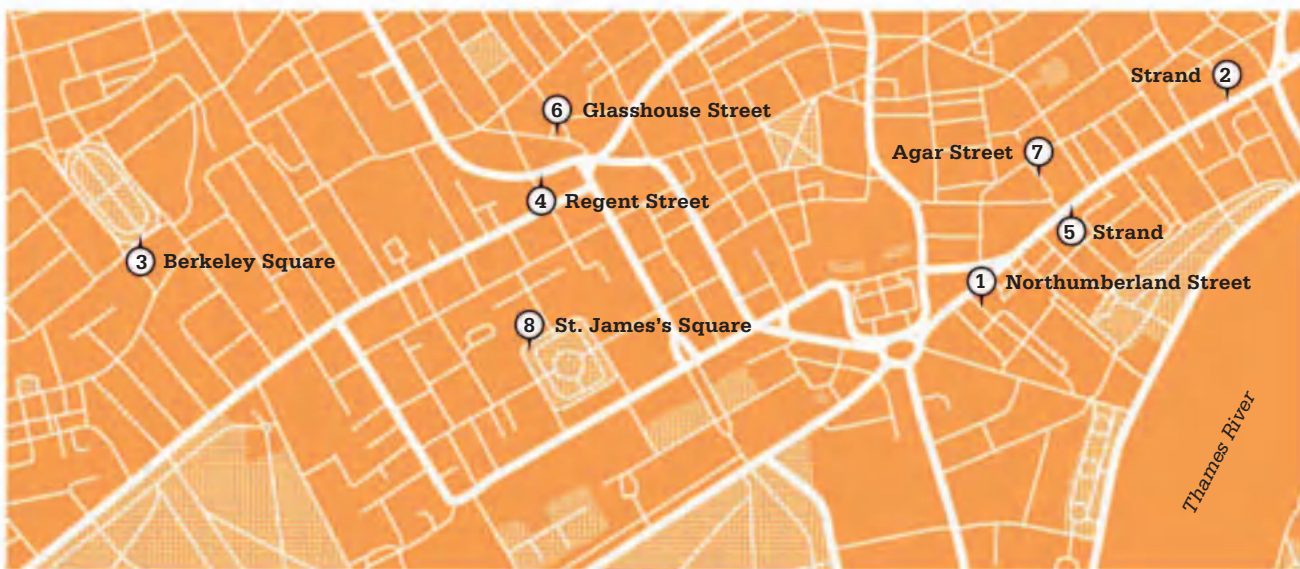 Strand 2
6 Glasshouse Street
Agar Street 7
4 Regent Street
5 Strand
3 Berkeley Square
1 Northumberland Street
8 St. James's Square
Thames River